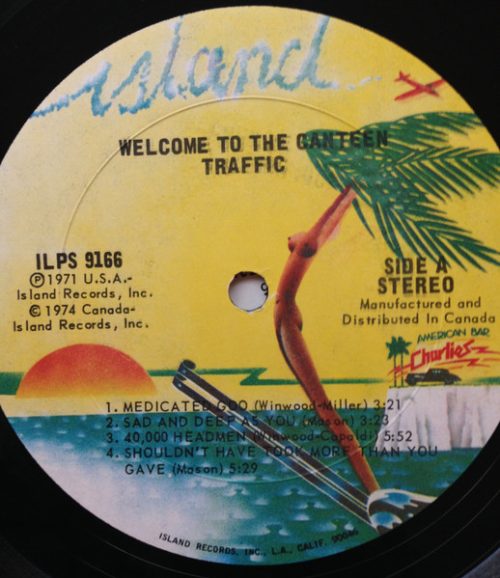 island
WELCOME TO THE CANTEEN
TRAFFIC
ILPS 9166
Ⓟ1971 U.S.A.-
Island Records, Inc.
© 1974 Canada-
Island Records, Inc.
SIDE A
STEREO
Manufactured and
Distributed In Canada
AMERICAN BAR
Charlies
1. MEDICATED GOO (Winwood-Miller) 3:21
2. SAD AND DEEP AS YOU (Mason) 3:23
3. 40,000 HEADMEN (Winwood-Capaldi) 5:52
4. SHOULDN'T HAVE TOOK MORE THAN YOU
GAVE (Mason) 5:29
ISLAND RECORDS, INC., L.A., CALIF. 90046